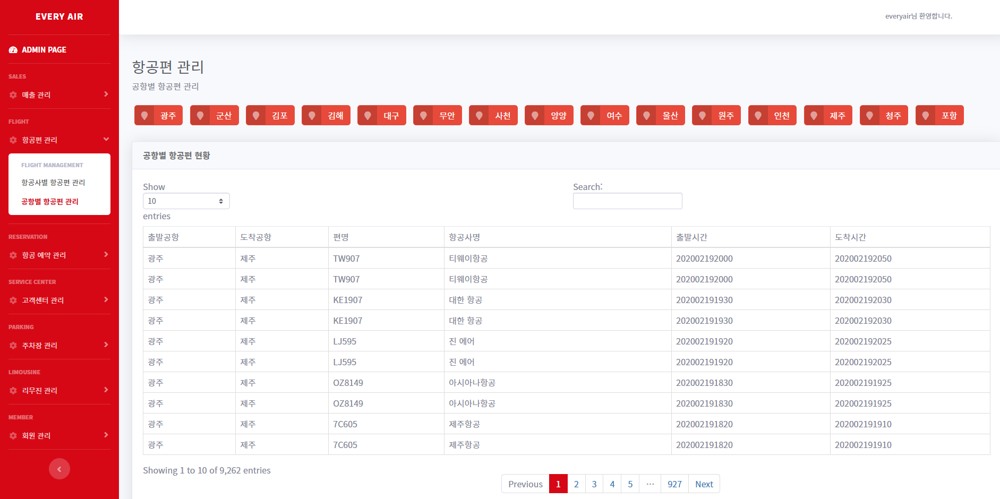 EVERY AIR
ADMIN PAGE
SALES
매출 관리
FLIGHT
항공편 관리
FLIGHT MANAGEMENT
항공사별 항공편 관리
공항별 항공편 관리
RESERVATION
항공 예약 관리
SERVICE CENTER
고객센터 관리
PARKING
주차장 관리
LIMOUSINE
리무진 관리
MEMBER
회원 관리
everyair님 환영합니다.
항공편 관리
공항별 항공편 관리
광주 군산 김포 김해 대구 무안 사천 양양 여수 울산 원주 인천 제주 청주 포항
공항별 항공편 현황
Show
10
entries
Search:
출발공항 도착공항 편명 항공사명 출발시간 도착시간
광주 제주 TW907 티웨이항공 202002192000 202002192050
광주 제주 TW907 티웨이항공 202002192000 202002192050
광주 제주 KE1907 대한 항공 202002191930 202002192030
광주 제주 KE1907 대한 항공 202002191930 202002192030
광주 제주 LJ595 진 에어 202002191920 202002192025
광주 제주 LJ595 진 에어 202002191920 202002192025
광주 제주 OZ8149 아시아나항공 202002191830 202002191925
광주 제주 OZ8149 아시아나항공 202002191830 202002191925
광주 제주 7C605 제주항공 202002191820 202002191910
광주 제주 7C605 제주항공 202002191820 202002191910
Showing 1 to 10 of 9,262 entries
Previous 1 2 3 4 5 … 927 Next